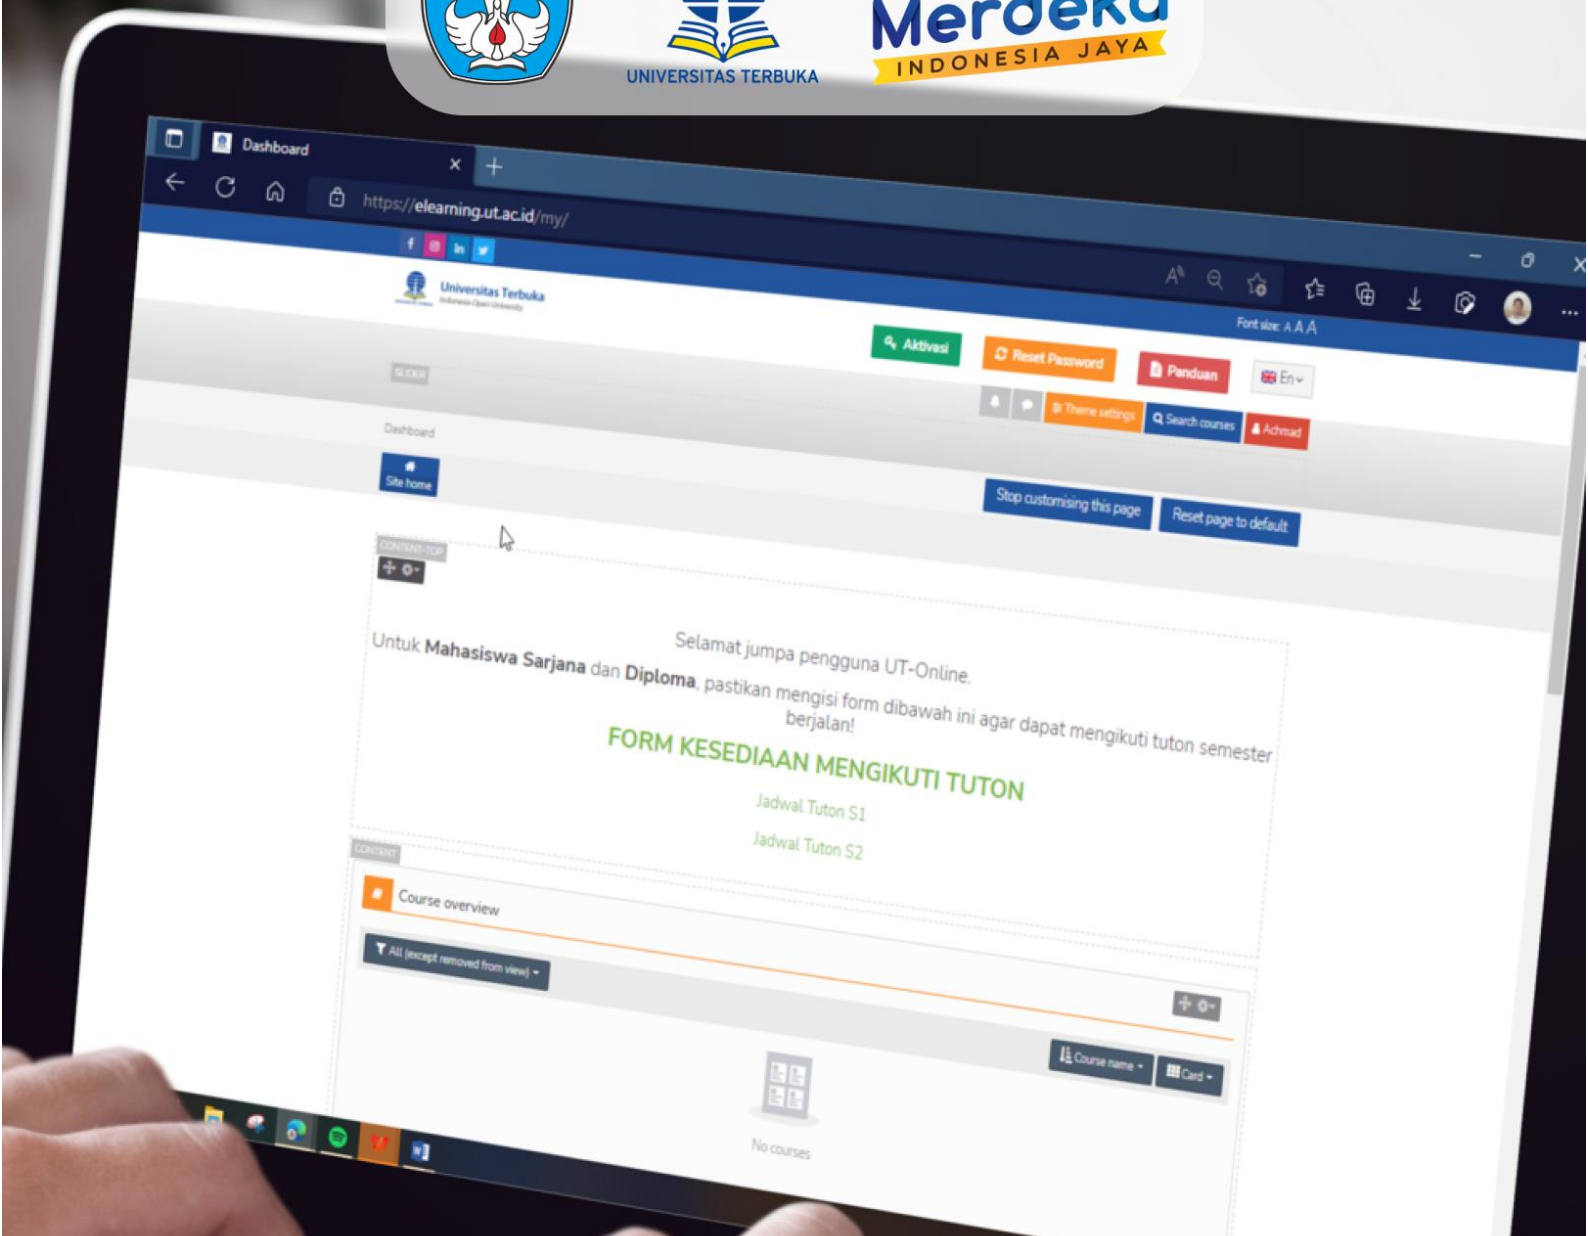 Merdeka
UNIVERSITAS TERBUKA
INDONESIA JAYA
Dashboard
https://elearning.ut.ac.id/my/
Font size: A A A
Universitas Terbuka
Indonesia Open University
Aktivasi
Reset Password
Panduan
En
SLIDER
Theme settings
Search courses
Achmad
Dashboard
Site home
Stop customising this page
Reset page to default
CONTENT-TOP
Selamat jumpa pengguna UT-Online.
Untuk Mahasiswa Sarjana dan Diploma, pastikan mengisi form dibawah ini agar dapat mengikuti tuton semester
berjalan!
FORM KESEDIAAN MENGIKUTI TUTON
Jadwal Tuton S1
Jadwal Tuton S2
CONTENT
Course overview
All (except removed from view)
Course name
Card
No courses